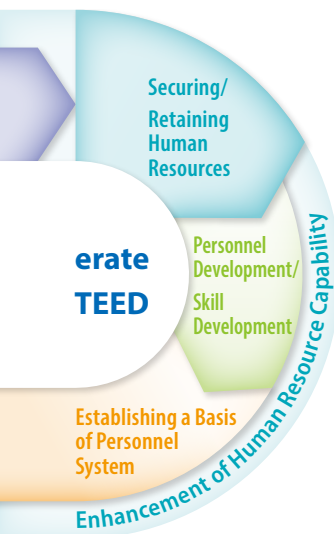 Securing/
Retaining
Human
Resources
erate
TEED
Personnel
Development/
Skill
Development
Establishing a Basis
of Personnel
System
Enhancement of Human Resource Capability